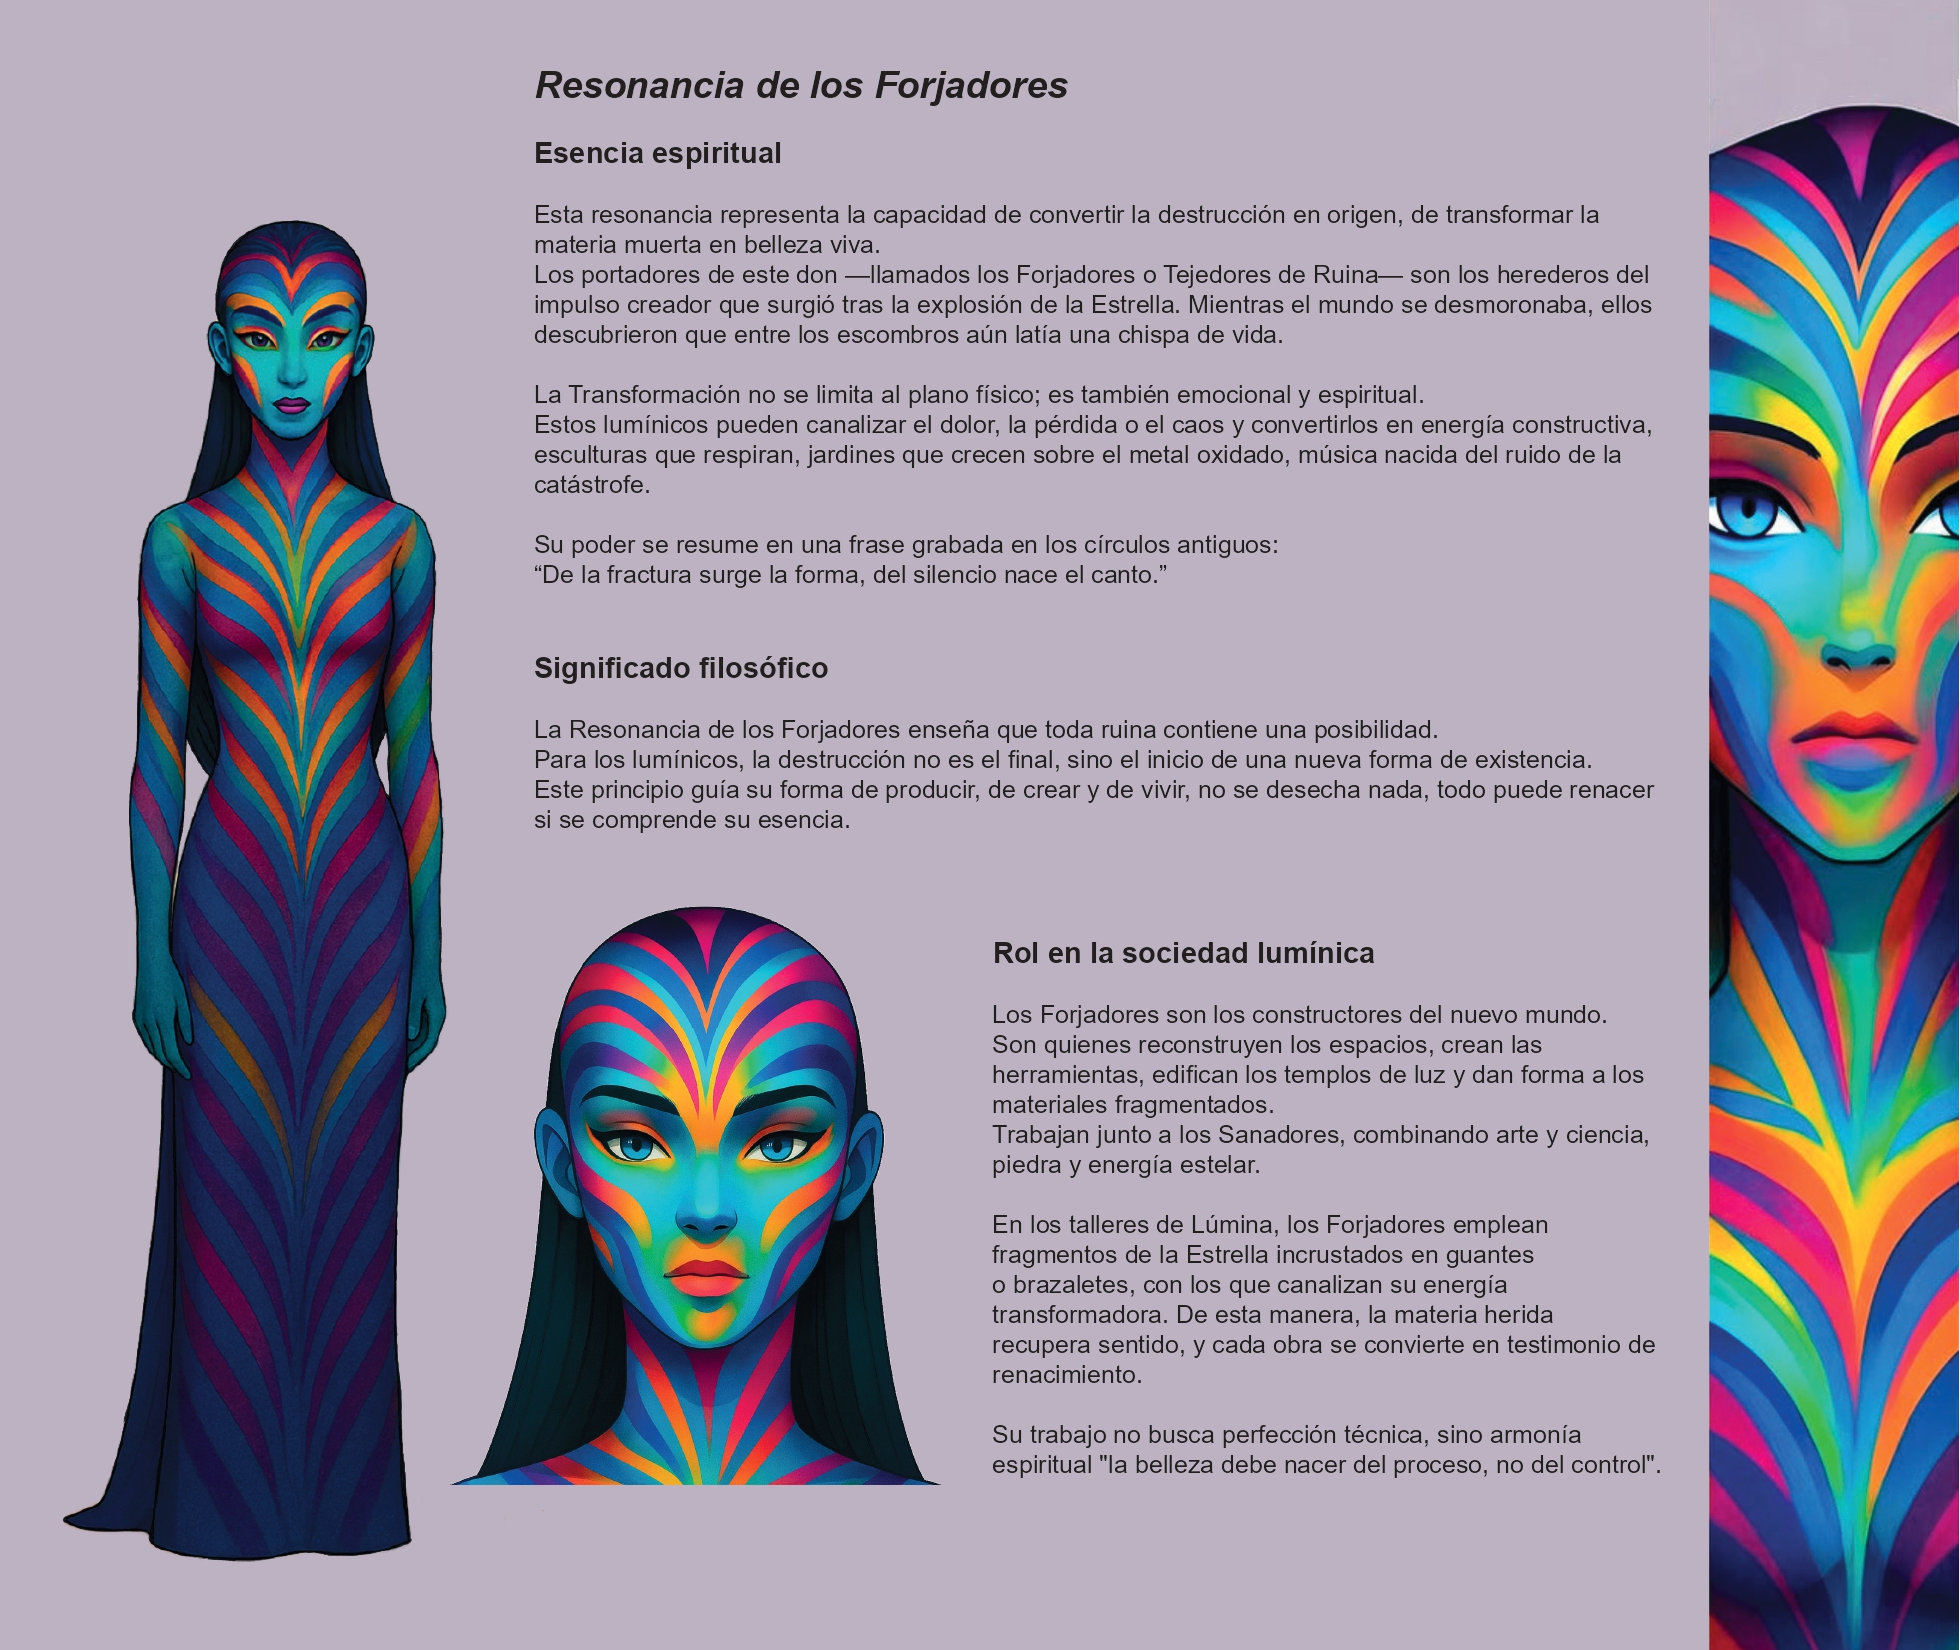 Resonancia de los Forjadores
Esencia espiritual
Esta resonancia representa la capacidad de convertir la destrucción en origen, de transformar la
materia muerta en belleza viva.
Los portadores de este don —llamados los Forjadores o Tejedores de Ruina— son los herederos del
impulso creador que surgió tras la explosión de la Estrella. Mientras el mundo se desmoronaba, ellos
descubrieron que entre los escombros aún latía una chispa de vida.
La Transformación no se limita al plano físico; es también emocional y espiritual.
Estos lumínicos pueden canalizar el dolor, la pérdida o el caos y convertirlos en energía constructiva,
esculturas que respiran, jardines que crecen sobre el metal oxidado, música nacida del ruido de la
catástrofe.
Su poder se resume en una frase grabada en los círculos antiguos:
“De la fractura surge la forma, del silencio nace el canto.”
Significado filosófico
La Resonancia de los Forjadores enseña que toda ruina contiene una posibilidad.
Para los lumínicos, la destrucción no es el final, sino el inicio de una nueva forma de existencia.
Este principio guía su forma de producir, de crear y de vivir, no se desecha nada, todo puede renacer
si se comprende su esencia.
Rol en la sociedad lumínica
Los Forjadores son los constructores del nuevo mundo.
Son quienes reconstruyen los espacios, crean las
herramientas, edifican los templos de luz y dan forma a los
materiales fragmentados.
Trabajan junto a los Sanadores, combinando arte y ciencia,
piedra y energía estelar.
En los talleres de Lúmina, los Forjadores emplean
fragmentos de la Estrella incrustados en guantes
o brazaletes, con los que canalizan su energía
transformadora. De esta manera, la materia herida
recupera sentido, y cada obra se convierte en testimonio de
renacimiento.
Su trabajo no busca perfección técnica, sino armonía
espiritual "la belleza debe nacer del proceso, no del control".